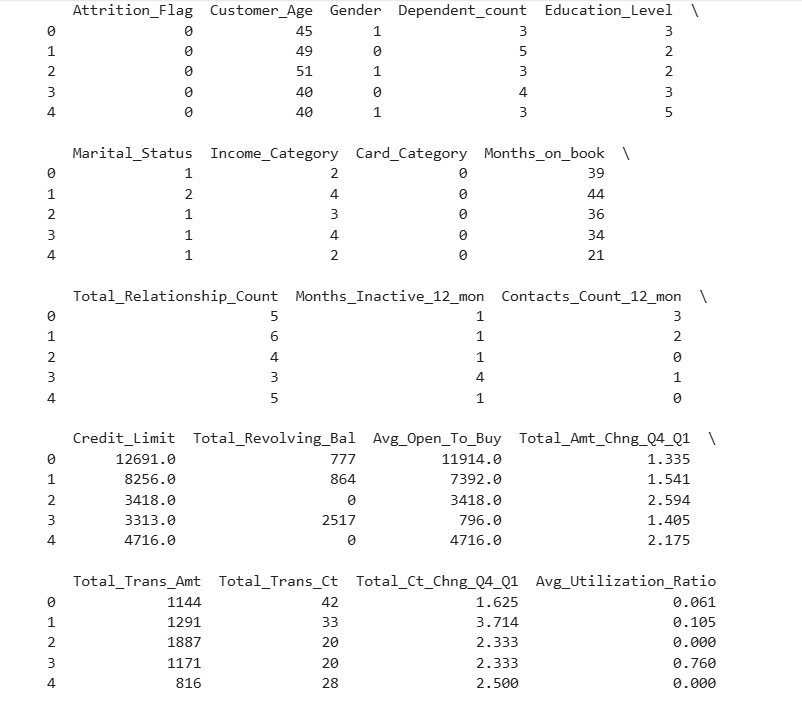 Attrition_Flag Customer_Age Gender Dependent_count Education_Level \
0 0 45 1 3 3
1 0 49 0 5 2
2 0 51 1 3 2
3 0 40 0 4 3
4 0 40 1 3 5
Marital_Status Income_Category Card_Category Months_on_book \
0 1 2 0 39
1 2 4 0 44
2 1 3 0 36
3 1 4 0 34
4 1 2 0 21
Total_Relationship_Count Months_Inactive_12_mon Contacts_Count_12_mon \
0 5 1 3
1 6 1 2
2 4 1 0
3 3 4 1
4 5 1 0
Credit_Limit Total_Revolving_Bal Avg_Open_To_Buy Total_Amt_Chng_Q4_Q1 \
0 12691.0 777 11914.0 1.335
1 8256.0 864 7392.0 1.541
2 3418.0 0 3418.0 2.594
3 3313.0 2517 796.0 1.405
4 4716.0 0 4716.0 2.175
Total_Trans_Amt Total_Trans_Ct Total_Ct_Chng_Q4_Q1 Avg_Utilization_Ratio
0 1144 42 1.625 0.061
1 1291 33 3.714 0.105
2 1887 20 2.333 0.000
3 1171 20 2.333 0.760
4 816 28 2.500 0.000